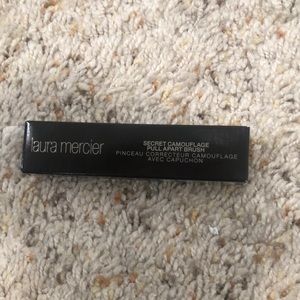 laura mercier
SECRET CAMOUFLAGE
PULL APART BRUSH
PINCEAU CORRECTEUR CAMOUFLAGE
AVEC CAPUCHON